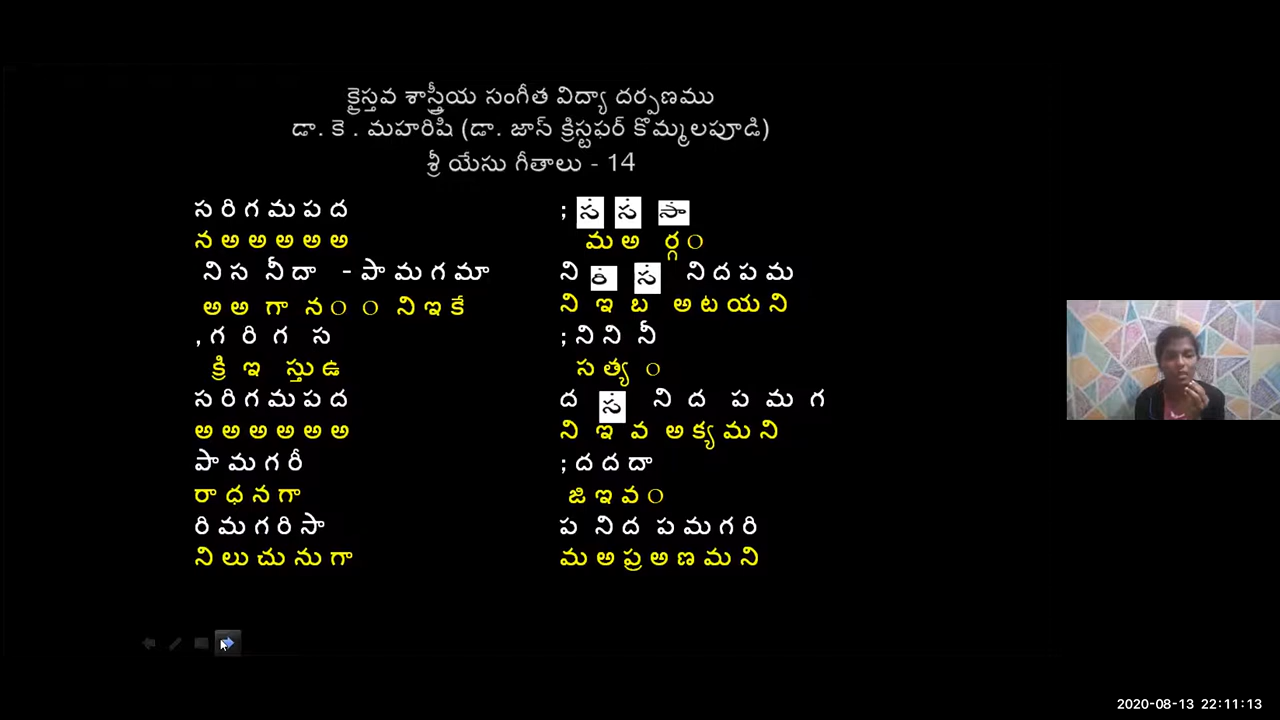 క్రైస్తవ శాస్త్రీయ సంగీత విద్యా దర్పణము
డా. కె . మహరిషి (డా. జాస్ క్రిస్టఫర్ కొమ్మలపూడి)
శ్రీ యేసు గీతాలు - 14
స రి గ మ ప ద
న అ అ అ అ అ
ని స నీ దా - పా మ గ మా
అ అ గా న ం ం ని ఇ కే
, గ రి గ స
క్రి ఇ స్తు ఉ
స రి గ మ ప ద
అ అ అ అ అ అ
పా మ గ రీ
రా ధ న గా
రి మ గ రి సా
ని లు చు ను గా
; స̇ స̇ సా̇
మ అ ర్గ ం
ని రి̇ స̇ ని ద ప మ
ని ఇ బ అ ట య ని
; ని ని నీ
స త్య ం
ద స̇ ని ద ప మ గ
ని ఇ వ అ క్య మ ని
; ద ద దా
జి ఇ వ ం
ప ని ద ప మ గ రి
మ అ ప్ర అ ణ మ ని
2020-08-13 22:11:13